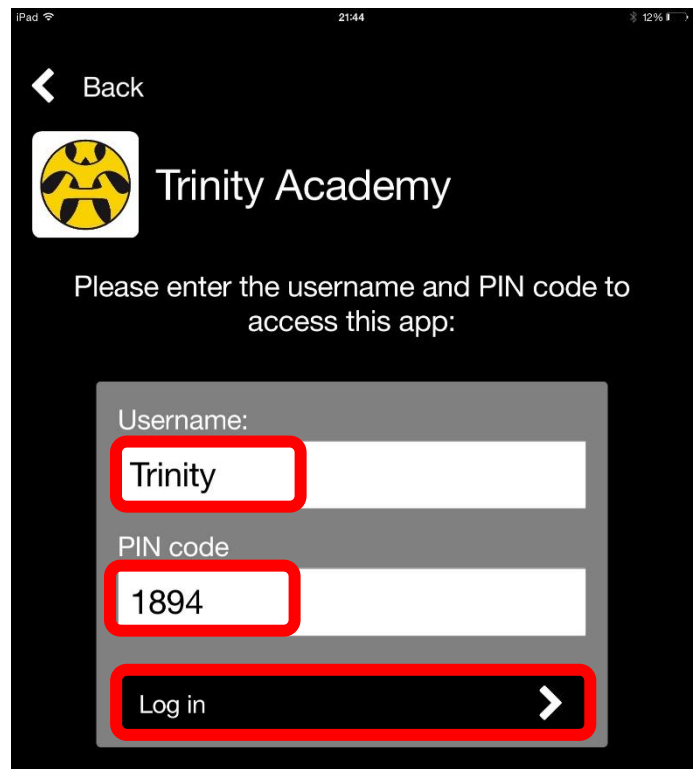 iPad 21:44 12%
Back
Trinity Academy
Please enter the username and PIN code to
access this app:
Username:
Trinity
PIN code
1894
Log in